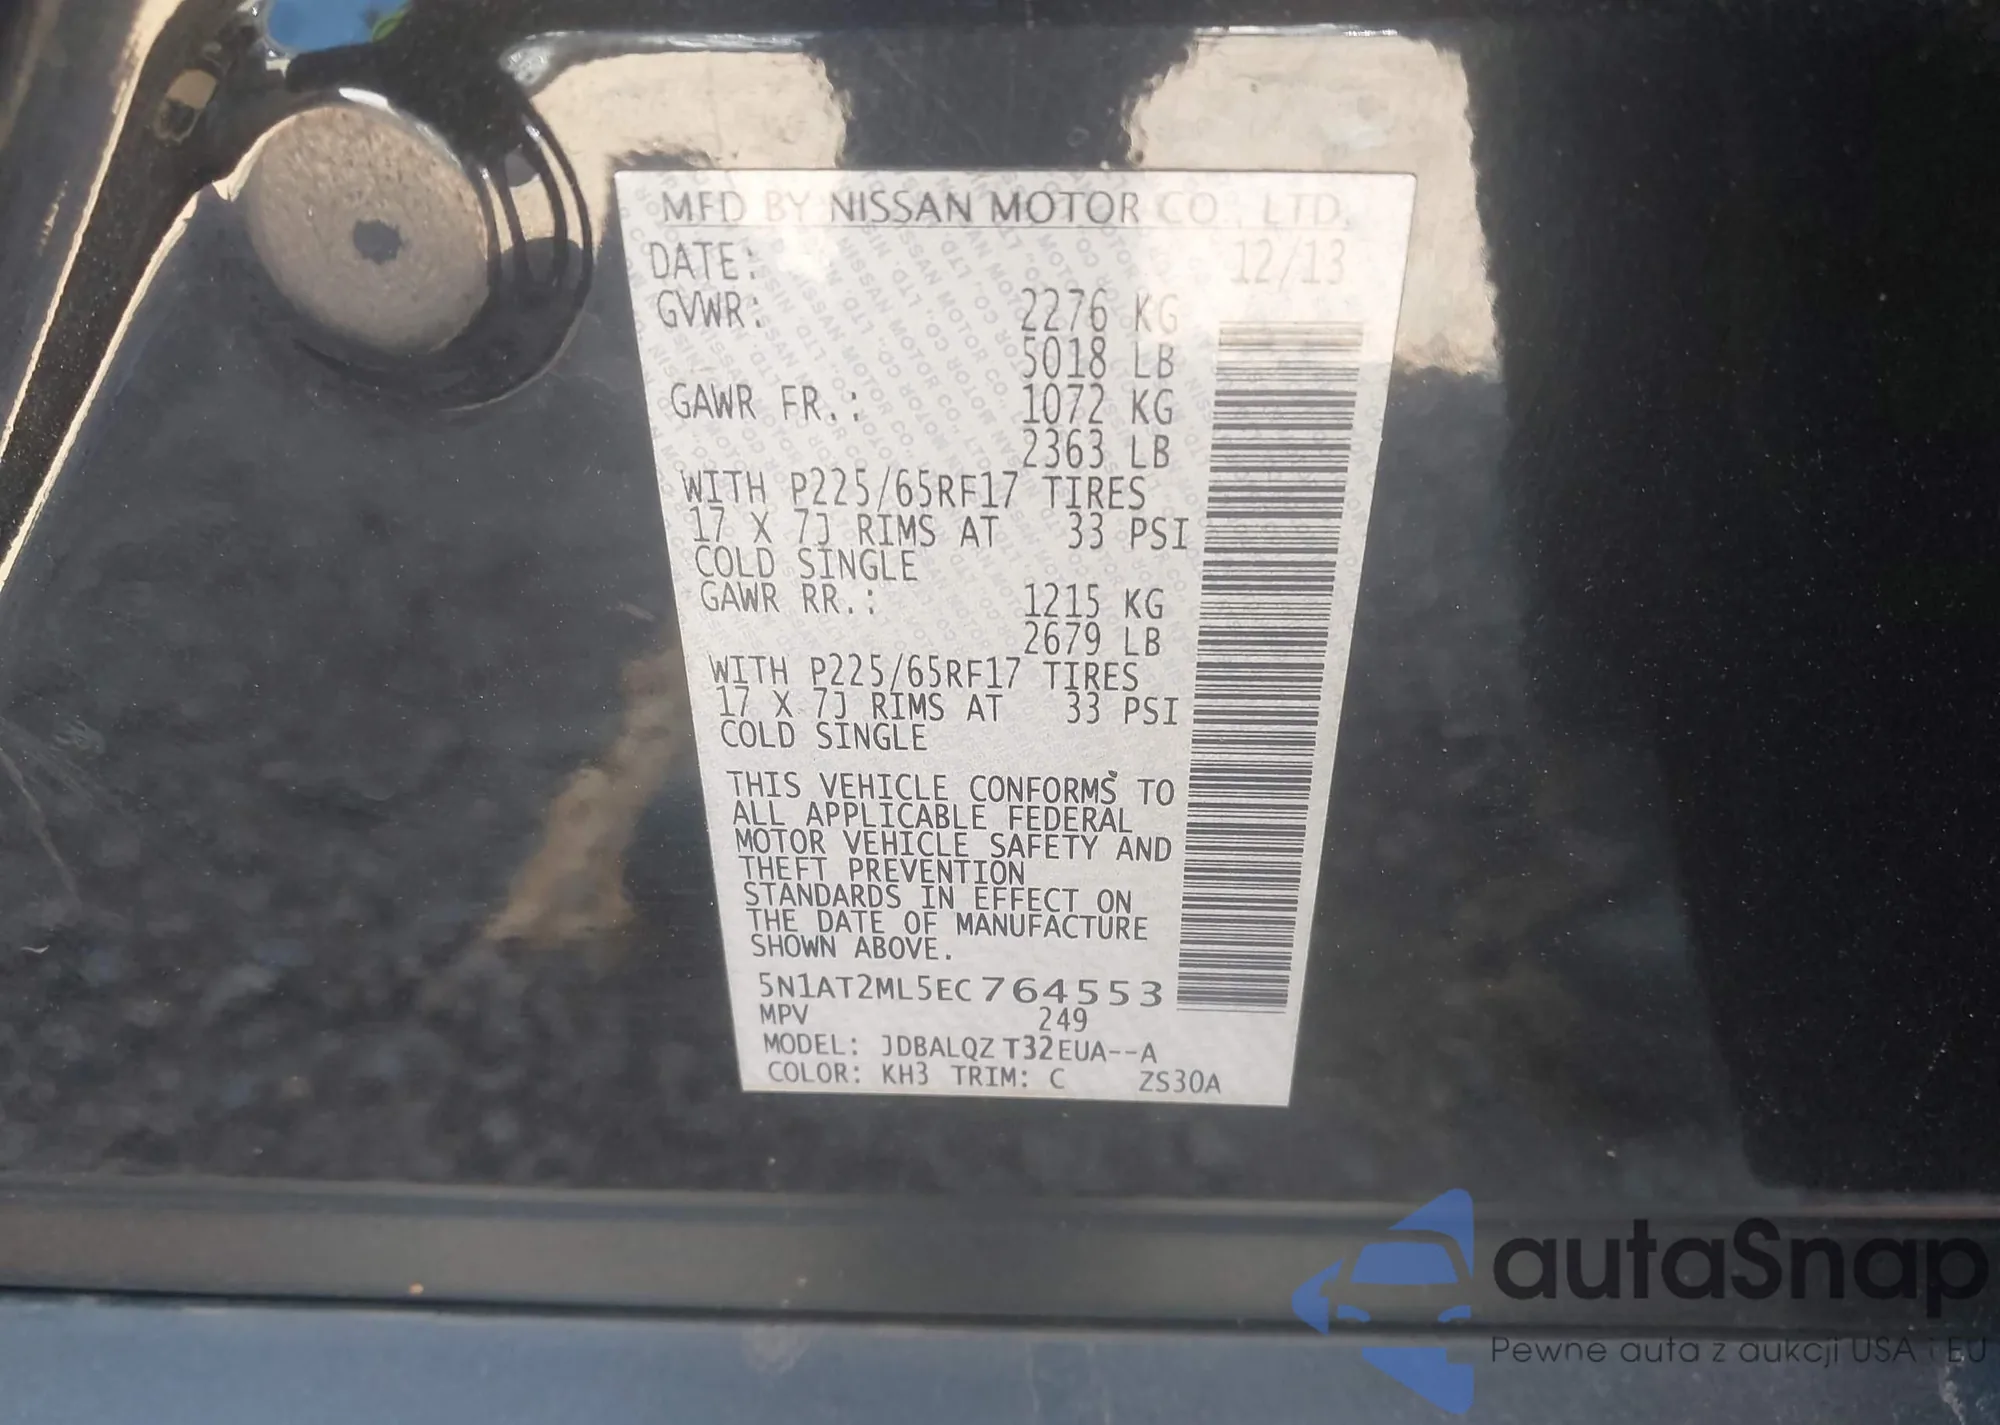 MFD BY NISSAN MOTOR CO., LTD.
DATE: 12/13
GVWR: 2276 KG
5018 LB
GAWR FR.: 1072 KG
2363 LB
WITH P225/65RF17 TIRES
17 X 7J RIMS AT 33 PSI
COLD SINGLE
GAWR RR.: 1215 KG
2679 LB
WITH P225/65RF17 TIRES
17 X 7J RIMS AT 33 PSI
COLD SINGLE
THIS VEHICLE CONFORMS TO
ALL APPLICABLE FEDERAL
MOTOR VEHICLE SAFETY AND
THEFT PREVENTION
STANDARDS IN EFFECT ON
THE DATE OF MANUFACTURE
SHOWN ABOVE.
5N1AT2ML5EC764553
MPV 249
MODEL: JDBALQZ T32EUA--A
COLOR: KH3 TRIM: C ZS30A
autaSnap
Pewne auta z aukcji USA i EU